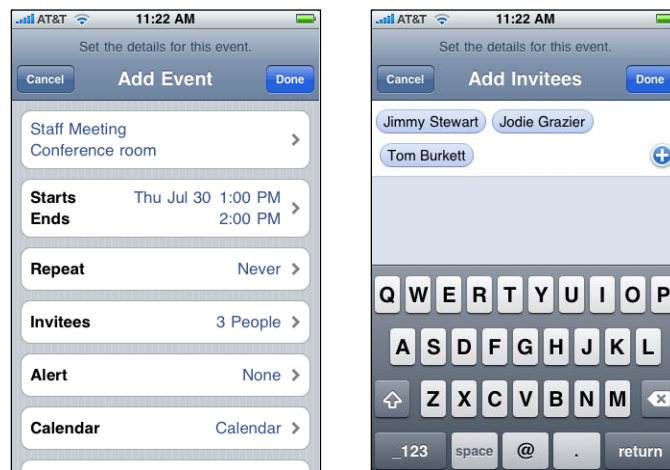 AT&T 11:22 AM
Set the details for this event.
Cancel Add Event Done
Staff Meeting
Conference room
Starts Thu Jul 30 1:00 PM
Ends 2:00 PM
Repeat Never
Invitees 3 People
Alert None
Calendar Calendar
AT&T 11:22 AM
Set the details for this event.
Cancel Add Invitees Done
Jimmy Stewart Jodie Grazier
Tom Burkett
Q W E R T Y U I O P
A S D F G H J K L
Z X C V B N M
_123 space @ . return